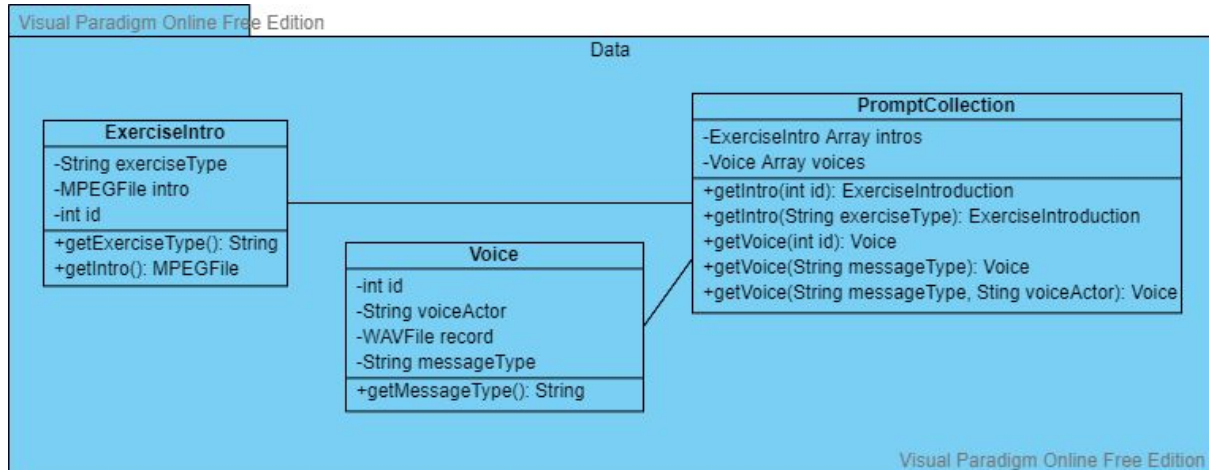 Visual Paradigm Online Free Edition
Data
ExerciseIntro
-String exerciseType
-MPEGFile intro
-int id
+getExerciseType(): String
+getIntro(): MPEGFile
Voice
-int id
-String voiceActor
-WAVFile record
-String messageType
+getMessageType(): String
PromptCollection
-ExerciseIntro Array intros
-Voice Array voices
+getIntro(int id): ExerciseIntroduction
+getIntro(String exerciseType): ExerciseIntroduction
+getVoice(int id): Voice
+getVoice(String messageType): Voice
+getVoice(String messageType, Sting voiceActor): Voice
Visual Paradigm Online Free Edition